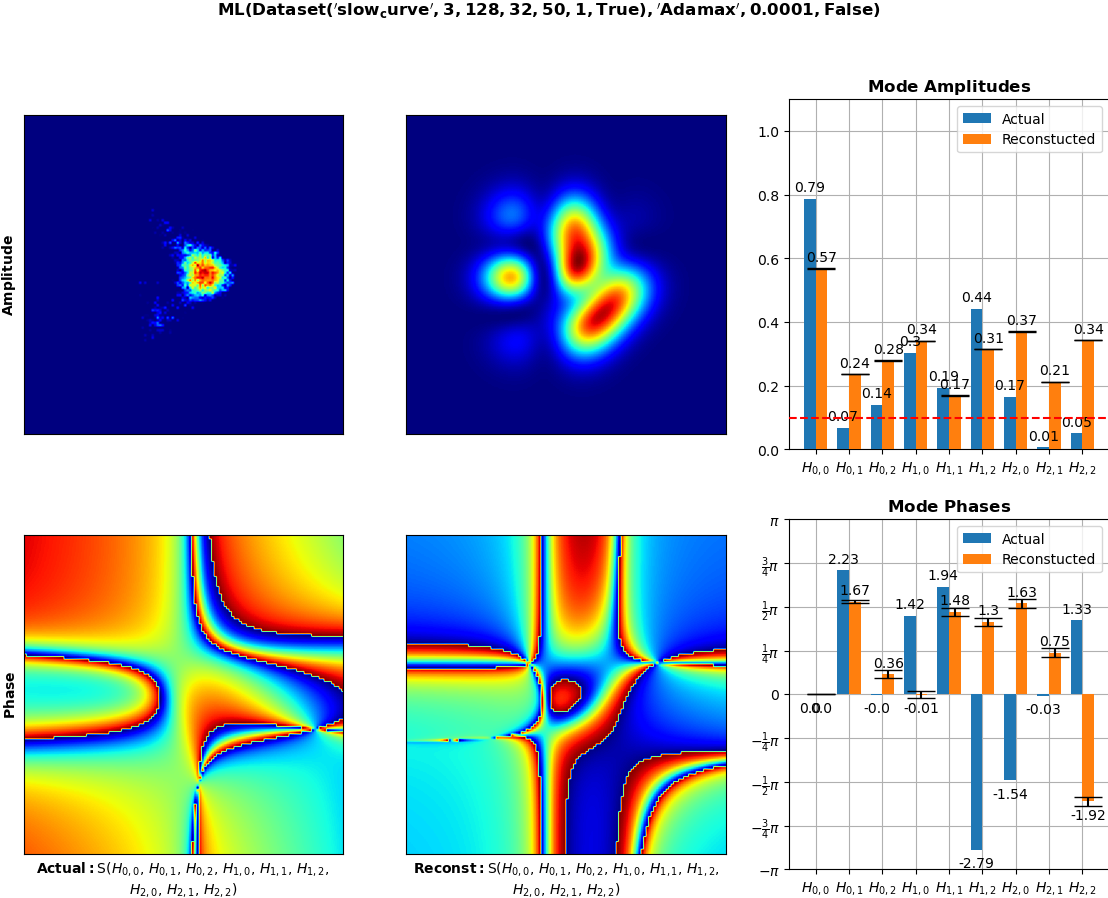 ML(Dataset('slow_curve', 3, 128, 32, 50, 1, True), 'Adamax', 0.0001, False)
Amplitude
Mode Amplitudes
Actual
Reconstucted
1.0
0.8
0.6
0.4
0.2
0.0
0.79
0.57
0.07
0.24
0.14
0.28
0.3
0.34
0.19
0.17
0.44
0.31
0.17
0.37
0.01
0.21
0.05
0.34
H0,0 H0,1 H0,2 H1,0 H1,1 H1,2 H2,0 H2,1 H2,2
Phase
Actual: S(H0,0, H0,1, H0,2, H1,0, H1,1, H1,2,
H2,0, H2,1, H2,2)
Reconst: S(H0,0, H0,1, H0,2, H1,0, H1,1, H1,2,
H2,0, H2,1, H2,2)
Mode Phases
Actual
Reconstucted
π
3/4π
1/2π
1/4π
0
−1/4π
−1/2π
−3/4π
−π
0.0
0.0
2.23
1.67
-0.0
0.36
1.42
-0.01
1.94
1.48
-2.79
1.3
-1.54
1.63
-0.03
0.75
1.33
-1.92
H0,0 H0,1 H0,2 H1,0 H1,1 H1,2 H2,0 H2,1 H2,2